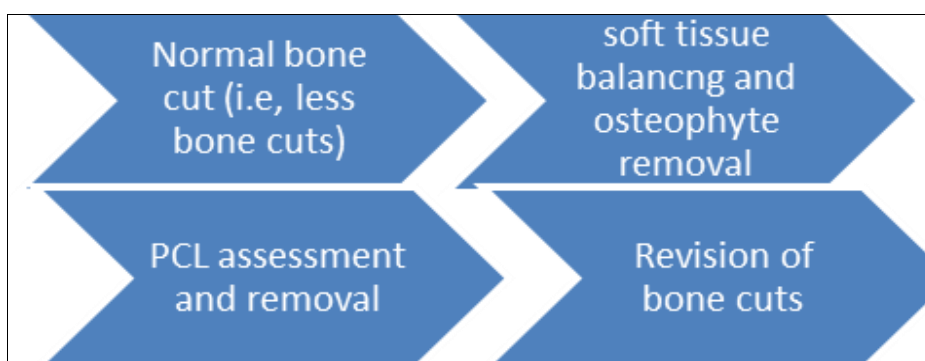 Normal bone
cut (i.e, less
bone cuts)
soft tissue
balancng and
osteophyte
removal
PCL assessment
and removal
Revision of
bone cuts